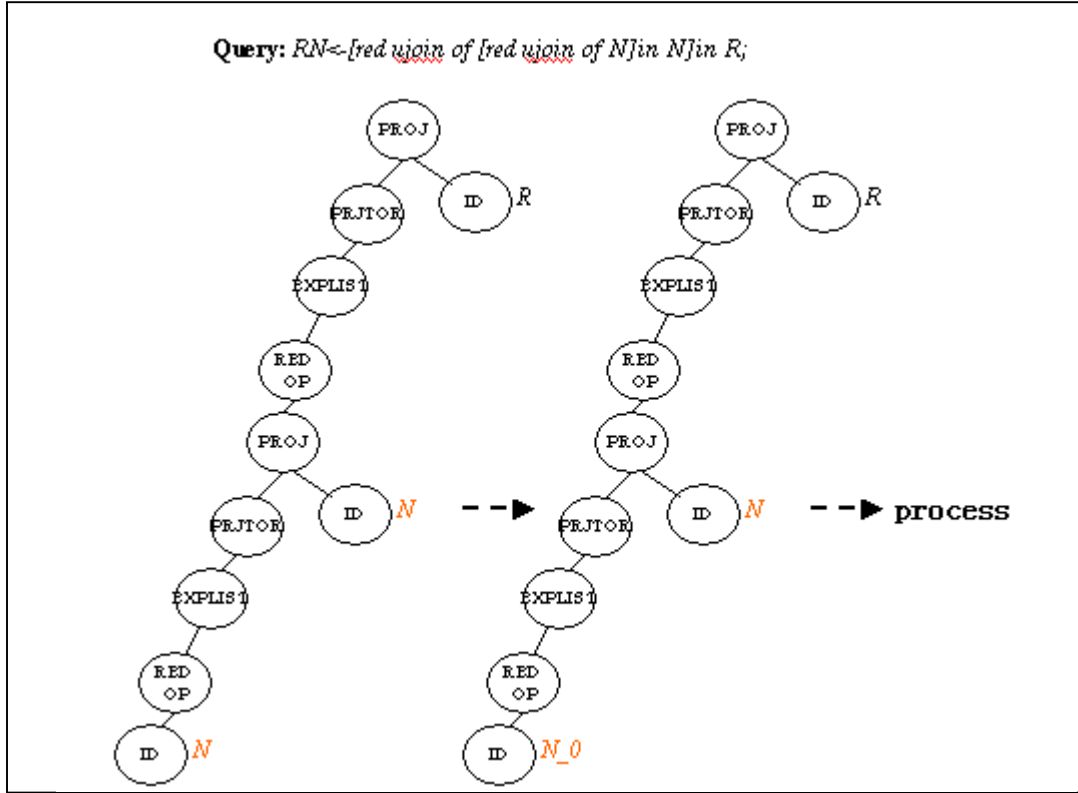 Query: RN<-[red ujoin of [red ujoin of N]in N]in R;
PROJ PROJ
ID R ID R
PRJTOR PRJTOR
EXPLIST EXPLIST
RED RED
OP OP
PROJ PROJ
ID N ID N process
PRJTOR PRJTOR
EXPLIST EXPLIST
RED RED
OP OP
ID N ID N_0